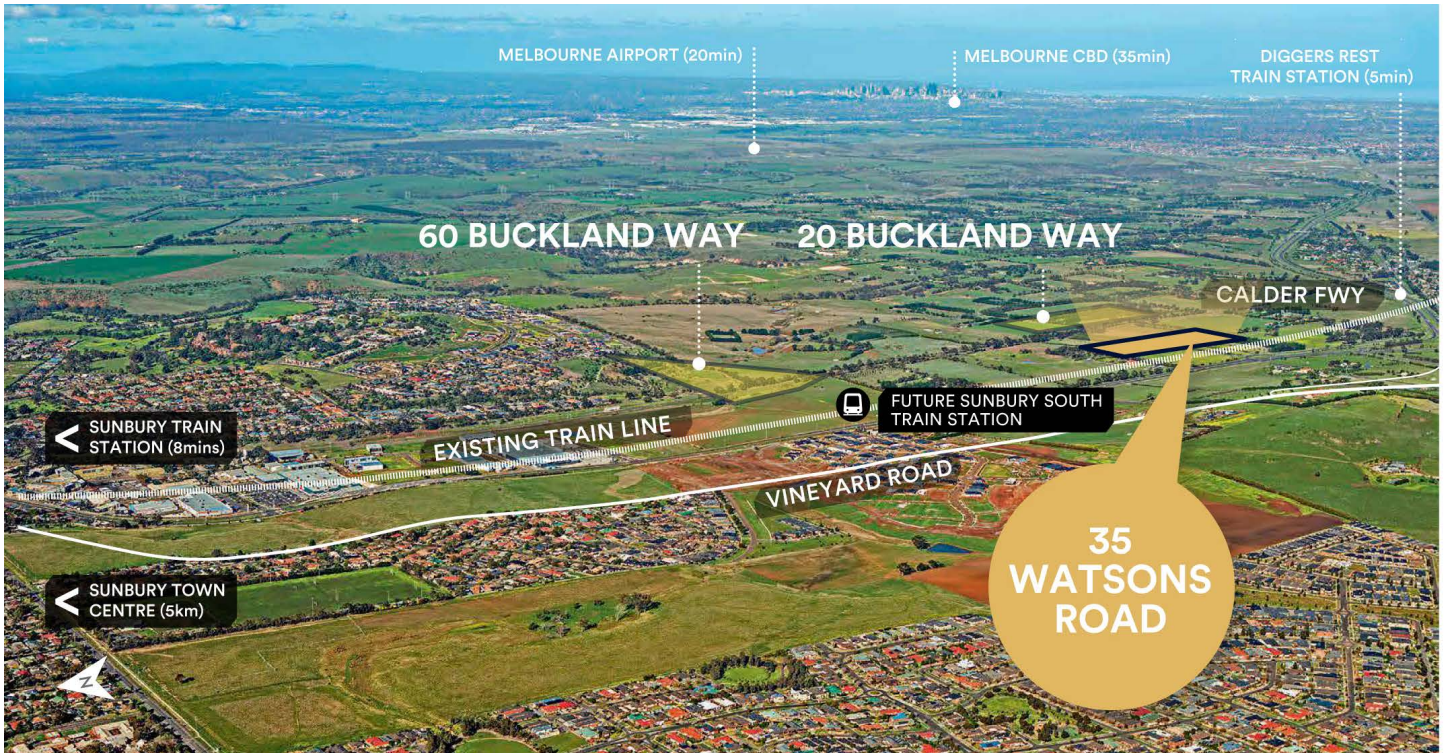 MELBOURNE AIRPORT (20min)
MELBOURNE CBD (35min)
DIGGERS REST
TRAIN STATION (5min)
60 BUCKLAND WAY
20 BUCKLAND WAY
CALDER FWY
FUTURE SUNBURY SOUTH
TRAIN STATION
< SUNBURY TRAIN
STATION (8mins)
EXISTING TRAIN LINE
VINEYARD ROAD
35
WATSONS
ROAD
< SUNBURY TOWN
CENTRE (5km)
N